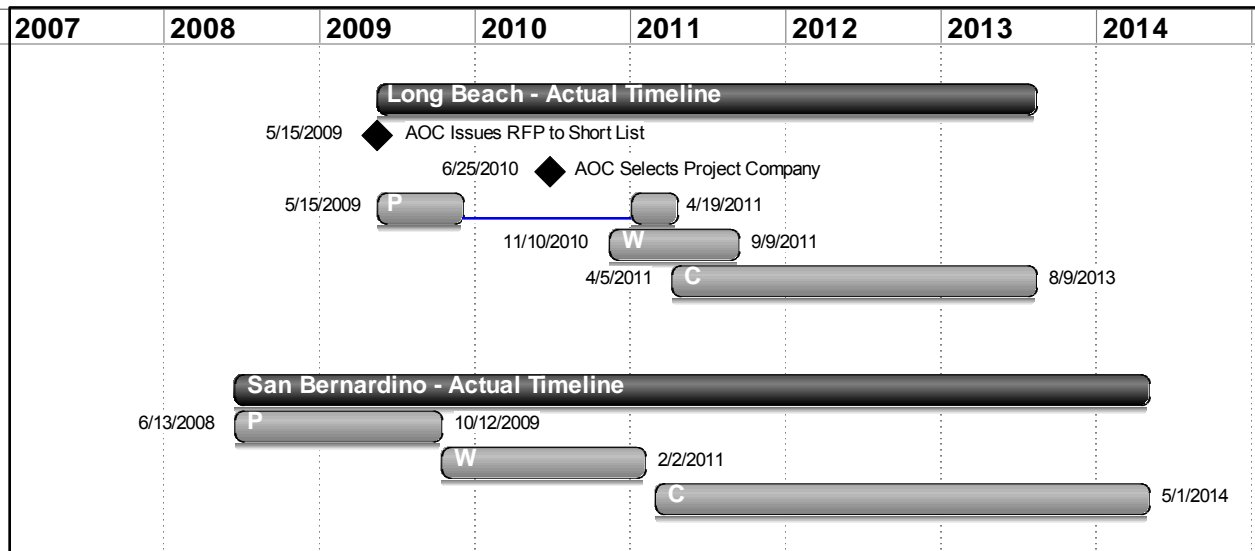 2007 2008 2009 2010 2011 2012 2013 2014
Long Beach - Actual Timeline
5/15/2009 AOC Issues RFP to Short List
6/25/2010 AOC Selects Project Company
5/15/2009 P 4/19/2011
11/10/2010 W 9/9/2011
4/5/2011 C 8/9/2013
San Bernardino - Actual Timeline
6/13/2008 P 10/12/2009
W 2/2/2011
C 5/1/2014